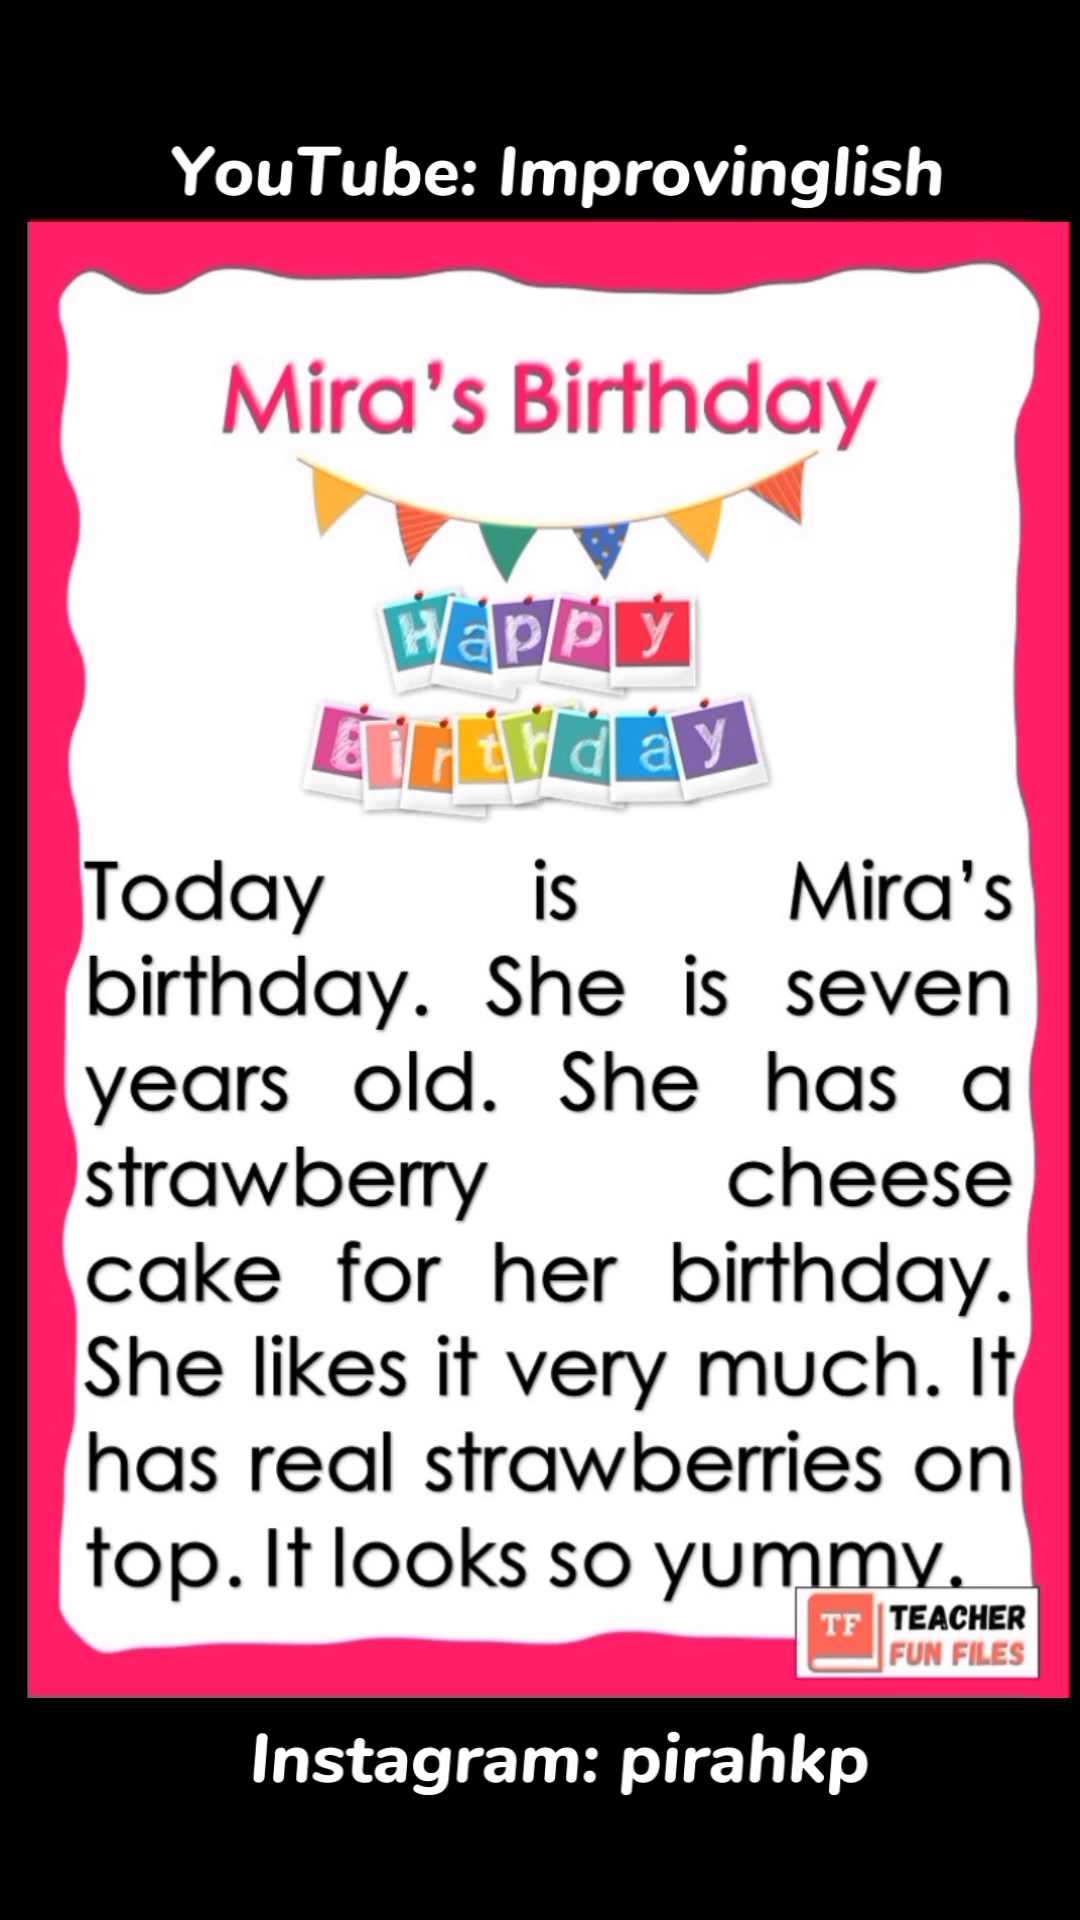 YouTube: Improvinglish
Mira's Birthday
Happy
Birthday
Today is Mira's
birthday. She is seven
years old. She has a
strawberry cheese
cake for her birthday.
She likes it very much. It
has real strawberries on
top. It looks so yummy.
TF TEACHER
FUN FILES
Instagram: pirahkp